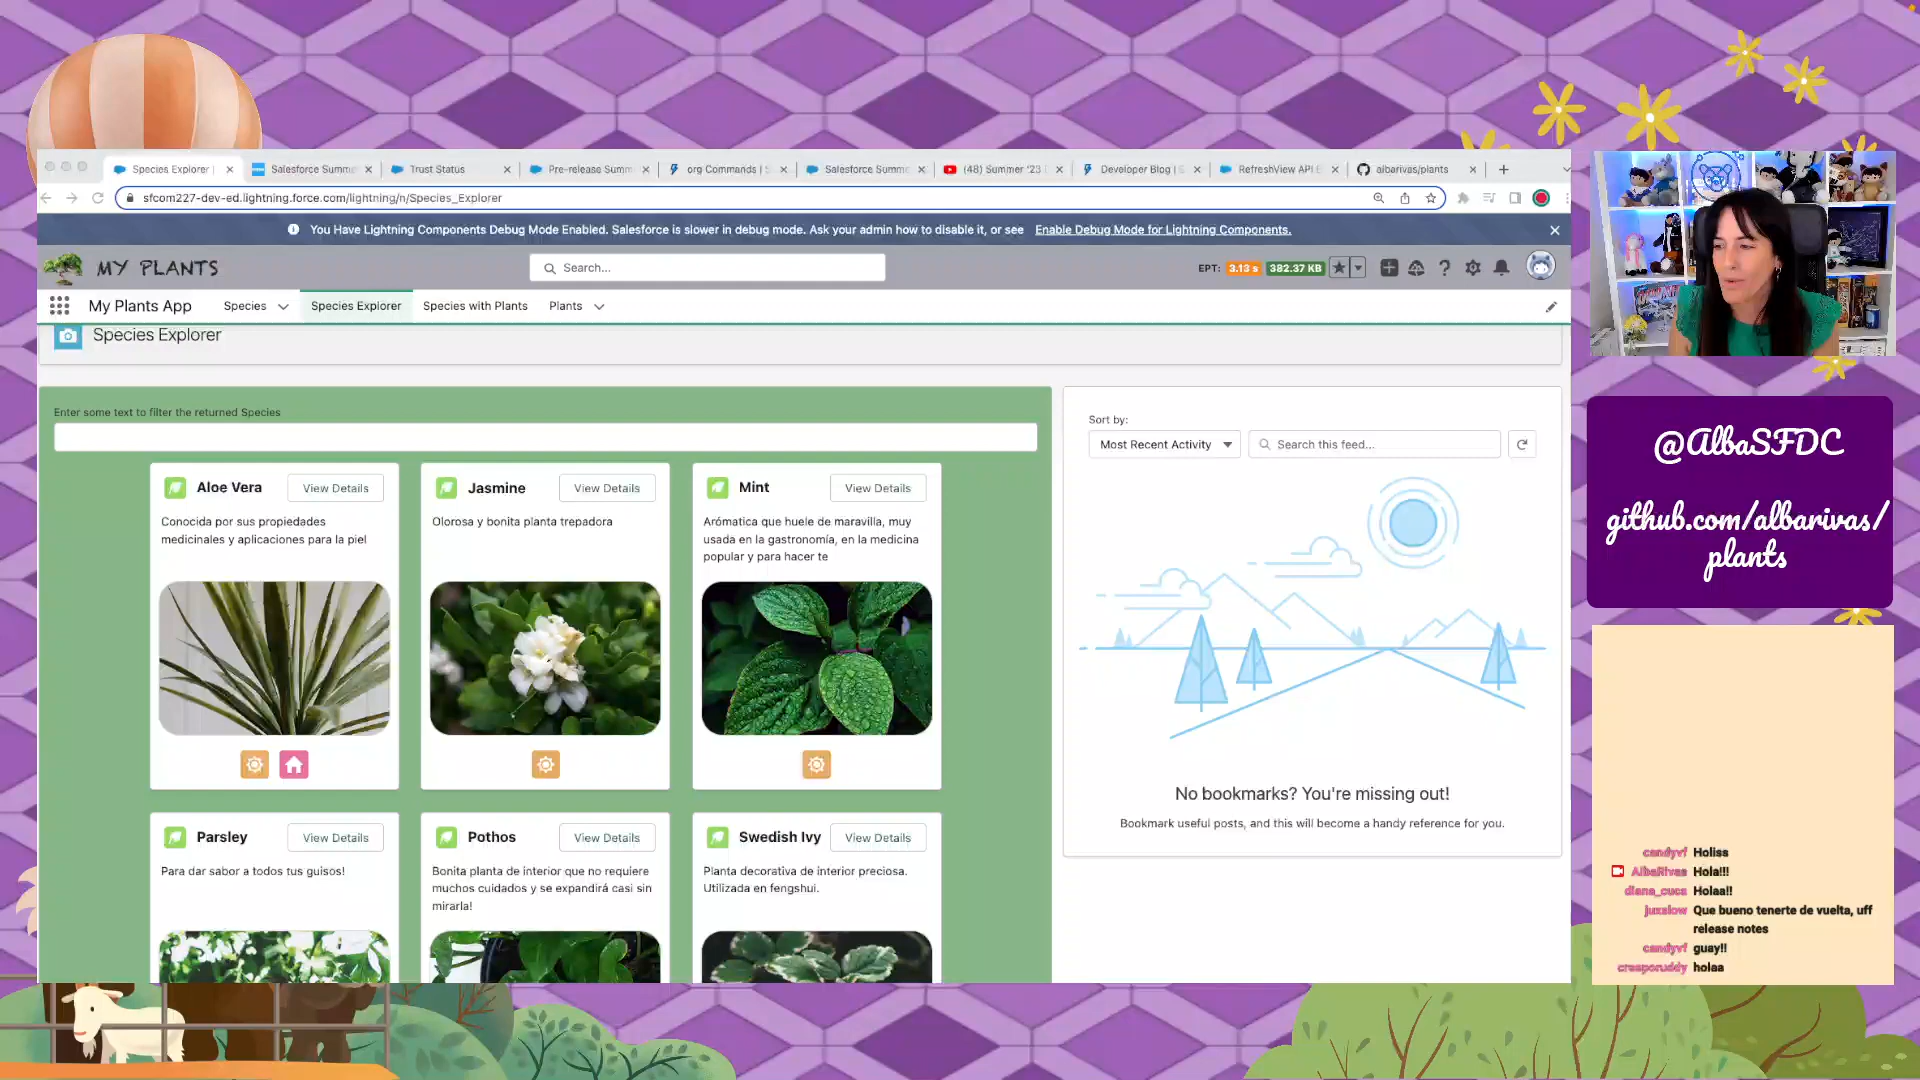 Species Explorer |
Salesforce Summe
Trust Status
Pre-release Summ
org Commands | S
Salesforce Summ
(48) Summer '23
Developer Blog | S
RefreshView API
albarivas/plants
sfcom227-dev-ed.lightning.force.com/lightning/n/Species_Explorer
You Have Lightning Components Debug Mode Enabled. Salesforce is slower in debug mode. Ask your admin how to disable it, or see Enable Debug Mode for Lightning Components.
MY PLANTS
Search...
EPT: 3.13 s 382.37 KB
My Plants App
Species
Species Explorer
Species with Plants
Plants
Species Explorer
Enter some text to filter the returned Species
Aloe Vera
View Details
Conocida por sus propiedades
medicinales y aplicaciones para la piel
Jasmine
View Details
Olorosa y bonita planta trepadora
Mint
View Details
Arómatica que huele de maravilla, muy
usada en la gastronomía, en la medicina
popular y para hacer te
Parsley
View Details
Para dar sabor a todos tus guisos!
Pothos
View Details
Bonita planta de interior que no requiere
muchos cuidados y se expandirá casi sin
mirarla!
Swedish Ivy
View Details
Planta decorativa de interior preciosa.
Utilizada en fengshui.
Sort by:
Most Recent Activity
Search this feed...
No bookmarks? You're missing out!
Bookmark useful posts, and this will become a handy reference for you.
@AlbaSFDC
github.com/albarivas/
plants
candyvf Holiss
AlbaRivas Hola!!!
diana_cuca Holaa!!
juxslow Que bueno tenerte de vuelta, uff
release notes
candyvf guay!!
holaa